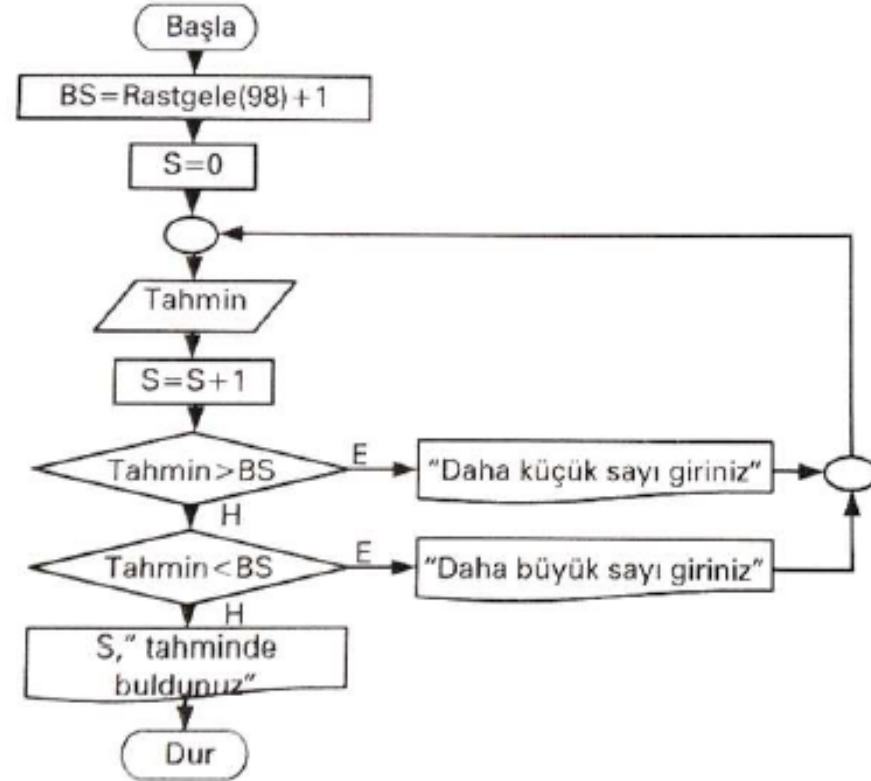 Başla
BS=Rastgele(98)+1
S=0
Tahmin
S=S+1
Tahmin>BS
E
"Daha küçük sayı giriniz"
H
Tahmin<BS
E
"Daha büyük sayı giriniz"
H
S," tahminde
buldunuz"
Dur